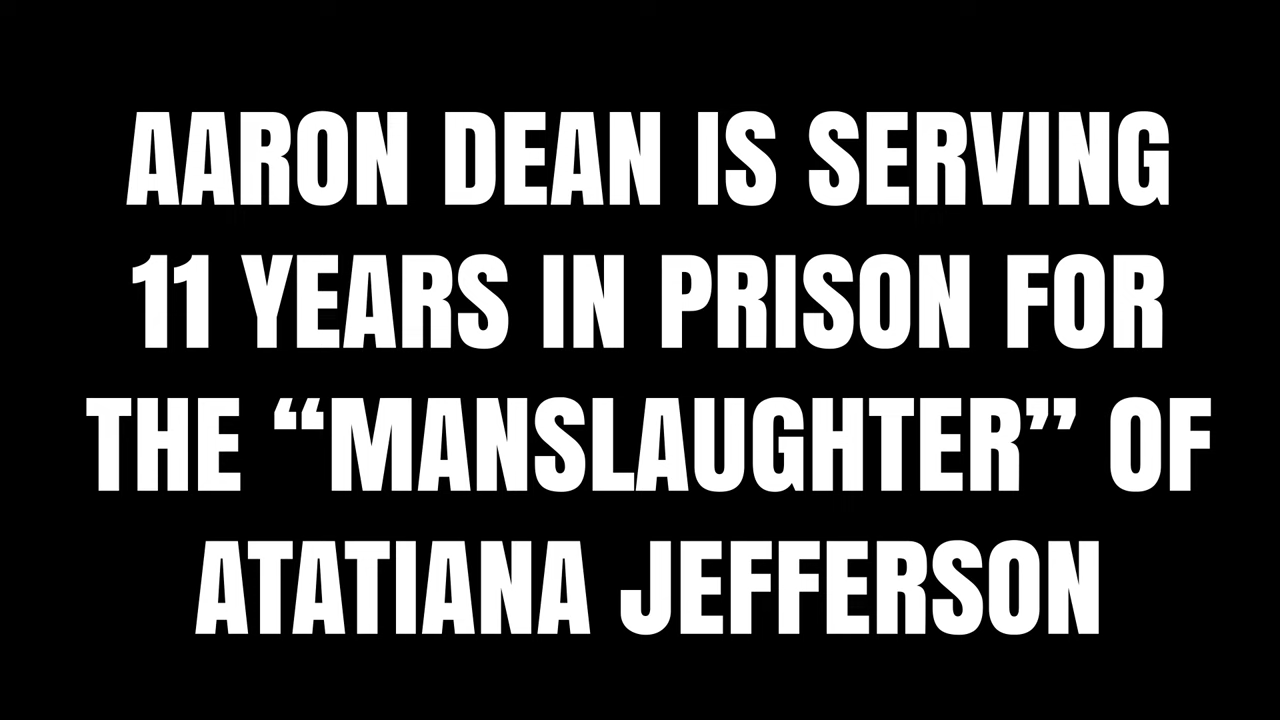 AARON DEAN IS SERVING
11 YEARS IN PRISON FOR
THE “MANSLAUGHTER” OF
ATATIANA JEFFERSON